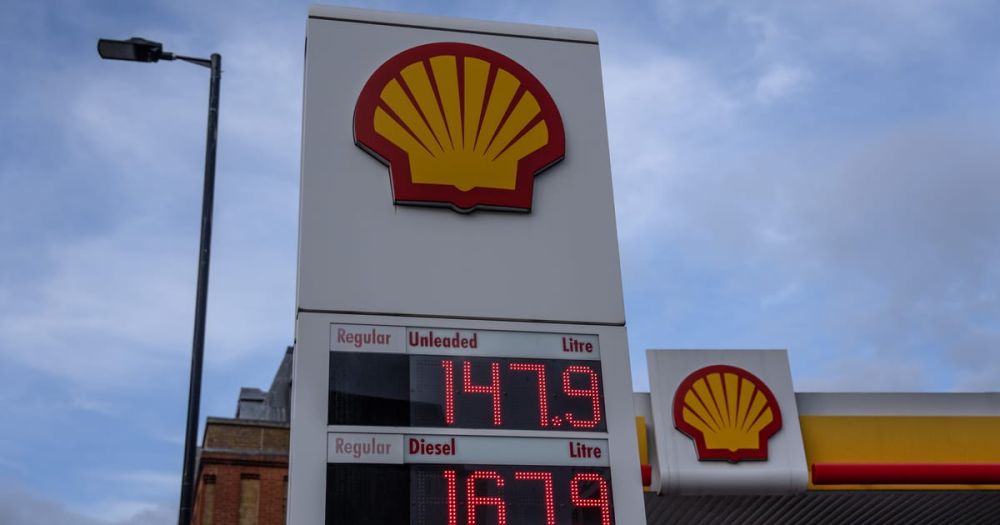 Regular Unleaded Litre
147.9
Regular Diesel Litre
167.9